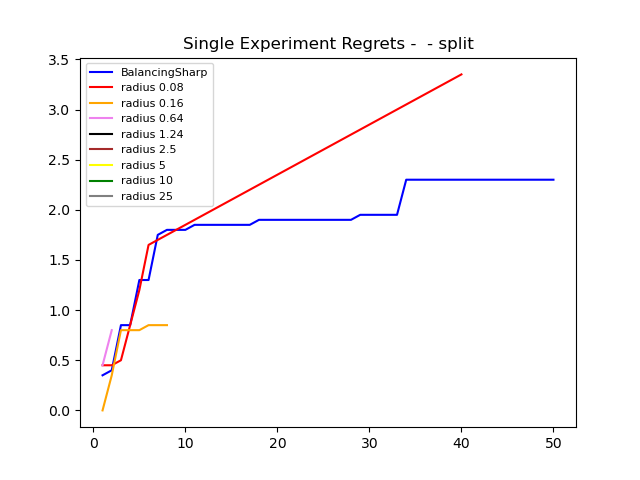 Single Experiment Regrets -  - split
3.5
3.0
2.5
2.0
1.5
1.0
0.5
0.0
BalancingSharp
radius 0.08
radius 0.16
radius 0.64
radius 1.24
radius 2.5
radius 5
radius 10
radius 25
0 10 20 30 40 50